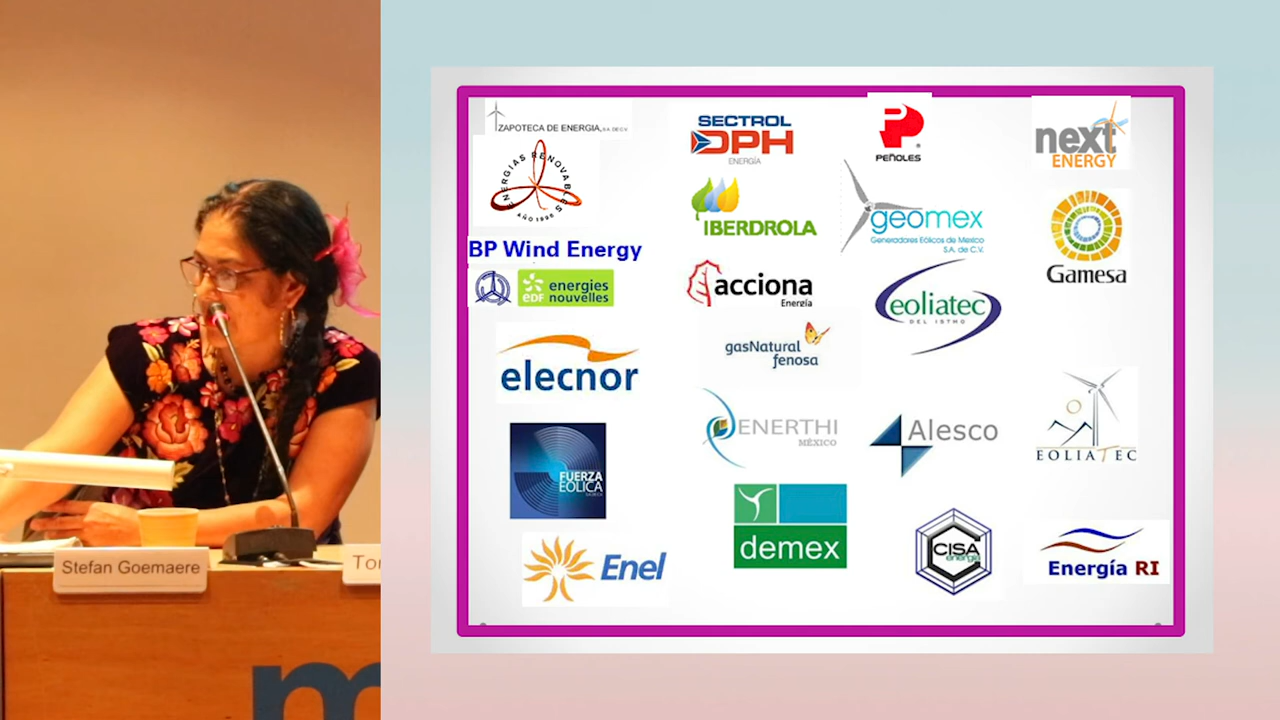 ZAPOTECA DE ENERGIA, S.A. DE C.V.
ENERGIAS RENOVABLES
AÑO 1996
BP Wind Energy
eDF energies
nouvelles
elecnor
FUERZA
EOLICA
Enel
SECTROL
DPH
ENERGÍA
IBERDROLA
acciona
Energía
gasNatural
fenosa
ENERTHI
MÉXICO
demex
PEÑOLES
geomex
Generadores Eólicos de México
S.A. de C.V.
eoliatec
DEL ISTMO
Alesco
CISA
energía
next
ENERGY
Gamesa
EOLIATEC
Energía RI
Stefan Goemaere
To
m